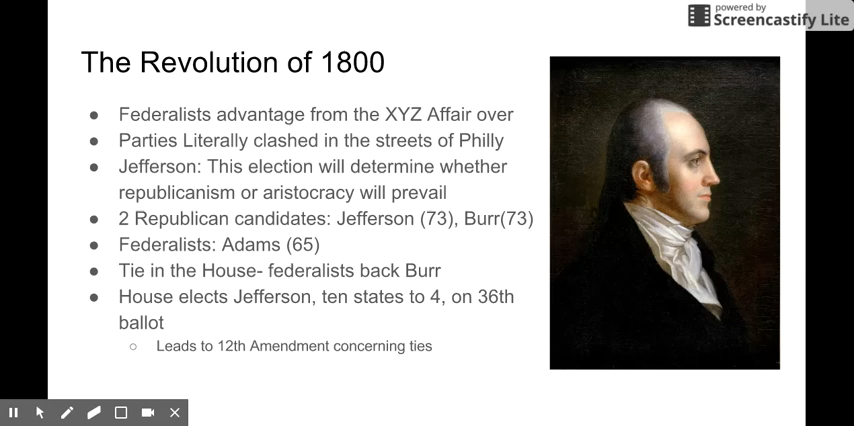 powered by
Screencastify Lite
The Revolution of 1800
● Federalists advantage from the XYZ Affair over
● Parties Literally clashed in the streets of Philly
● Jefferson: This election will determine whether
republicanism or aristocracy will prevail
● 2 Republican candidates: Jefferson (73), Burr(73)
● Federalists: Adams (65)
● Tie in the House- federalists back Burr
● House elects Jefferson, ten states to 4, on 36th
ballot
○ Leads to 12th Amendment concerning ties